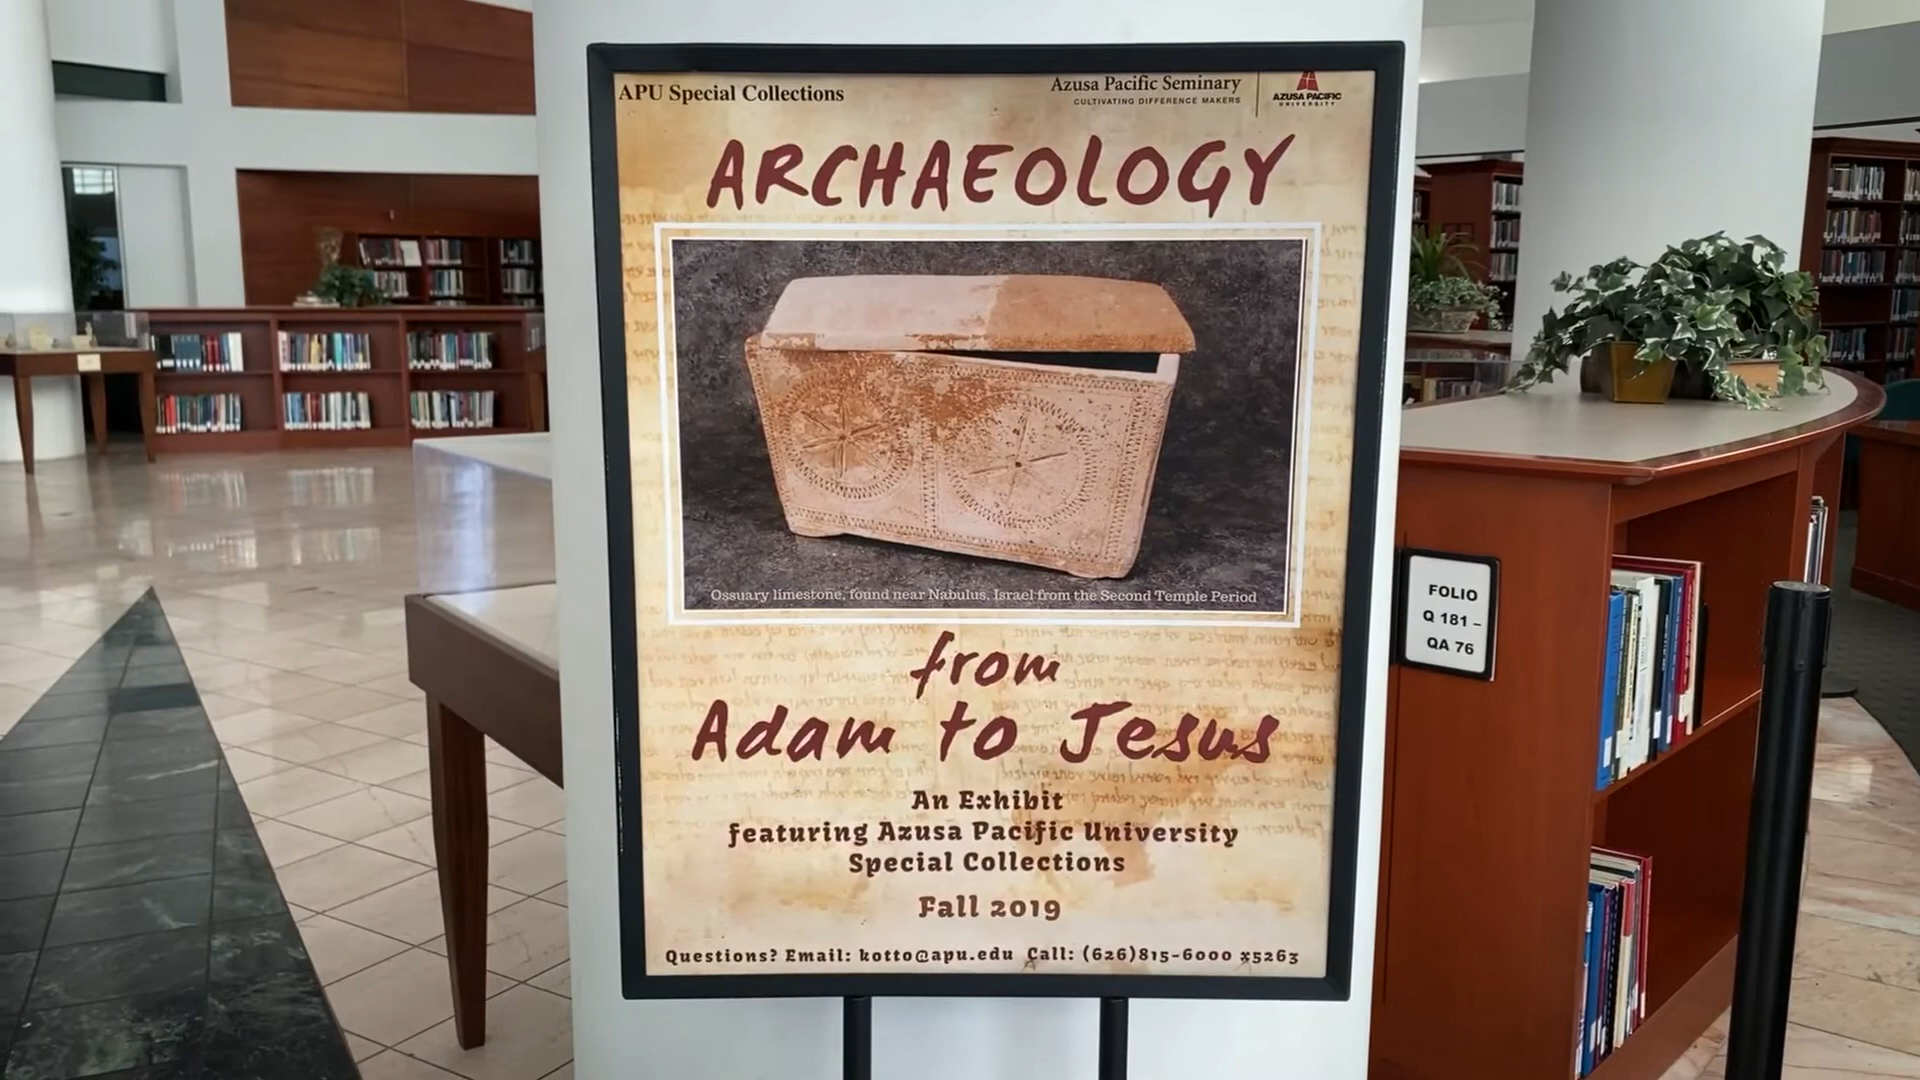 APU Special Collections
Azusa Pacific Seminary
CULTIVATING DIFFERENCE MAKERS
AZUSA PACIFIC
UNIVERSITY
ARCHAEOLOGY
Ossuary limestone, found near Nabulus, Israel from the Second Temple Period
from
Adam to Jesus
An Exhibit
featuring Azusa Pacific University
Special Collections
Fall 2019
Questions? Email: kotto@apu.edu Call: (626)815-6000 x5263
FOLIO
Q 181 –
QA 76